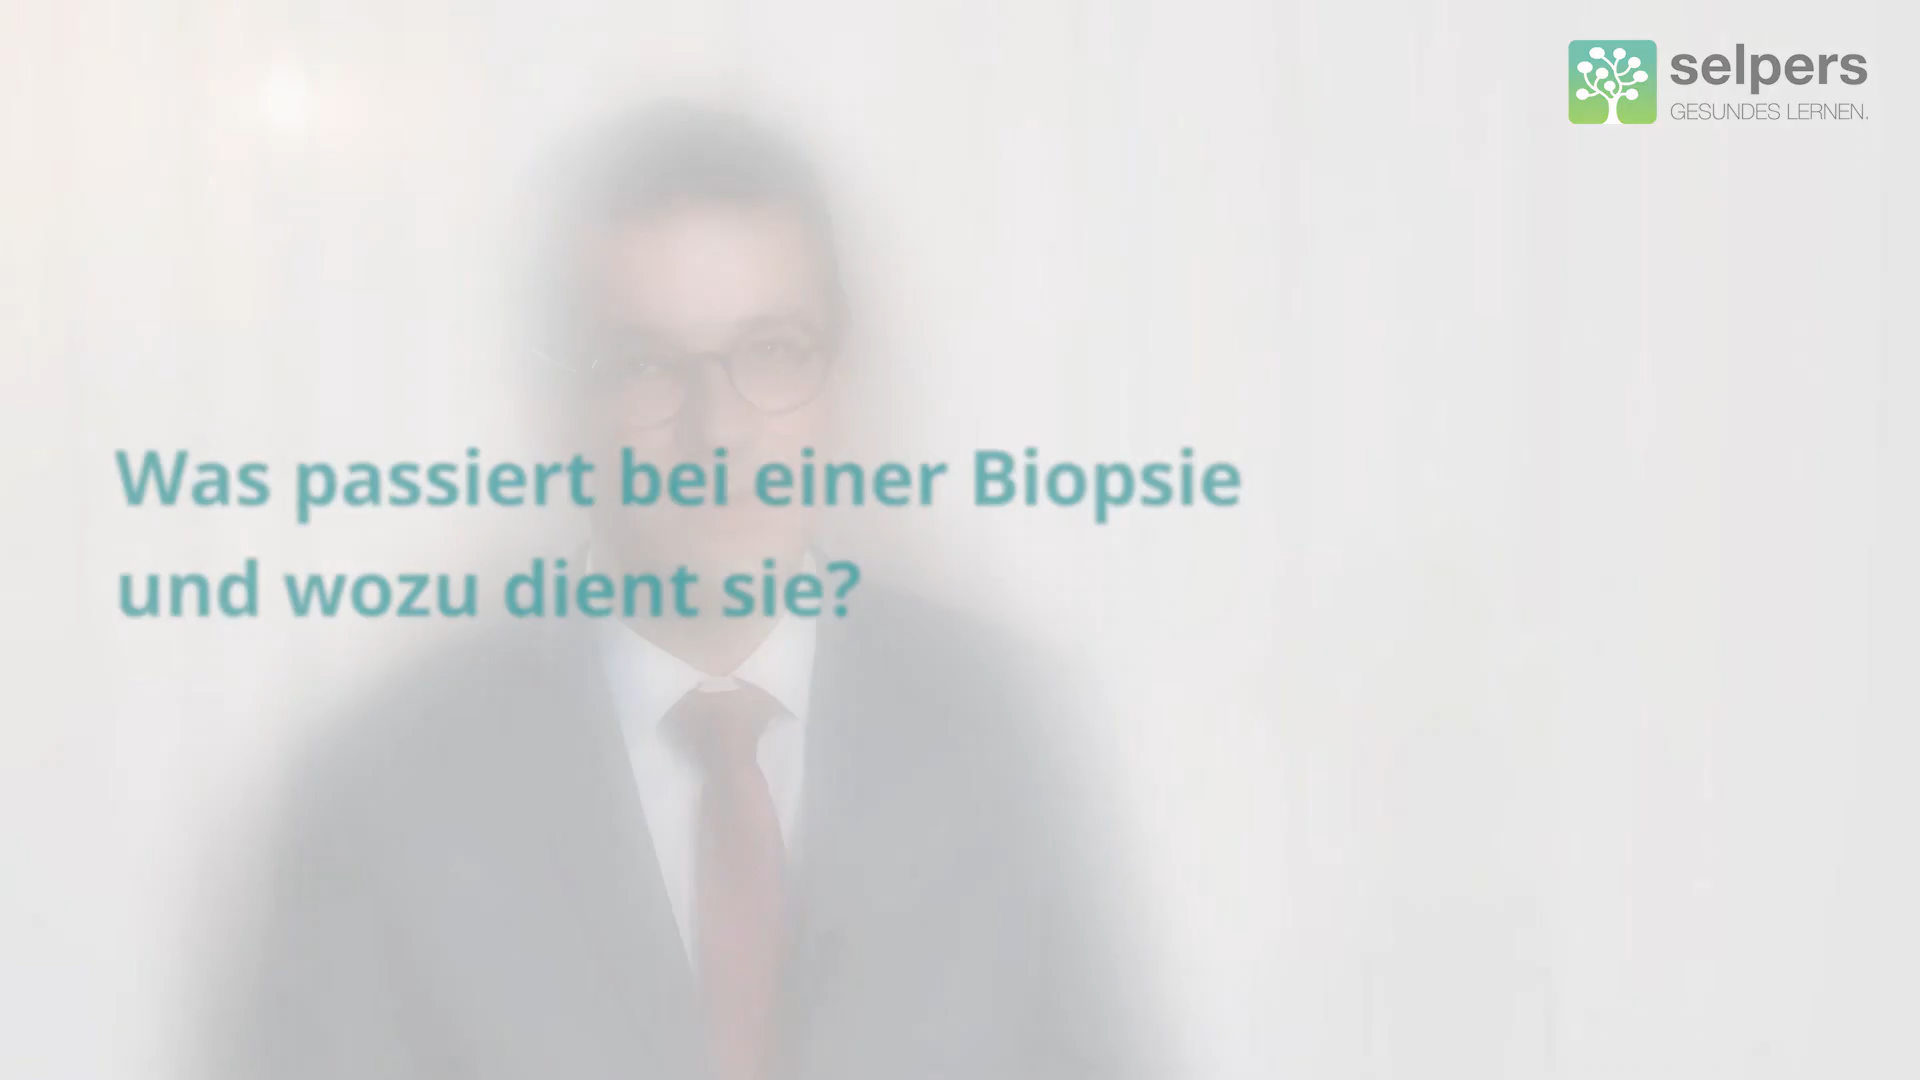 selpers
GESUNDES LERNEN.
Was passiert bei einer Biopsie
und wozu dient sie?